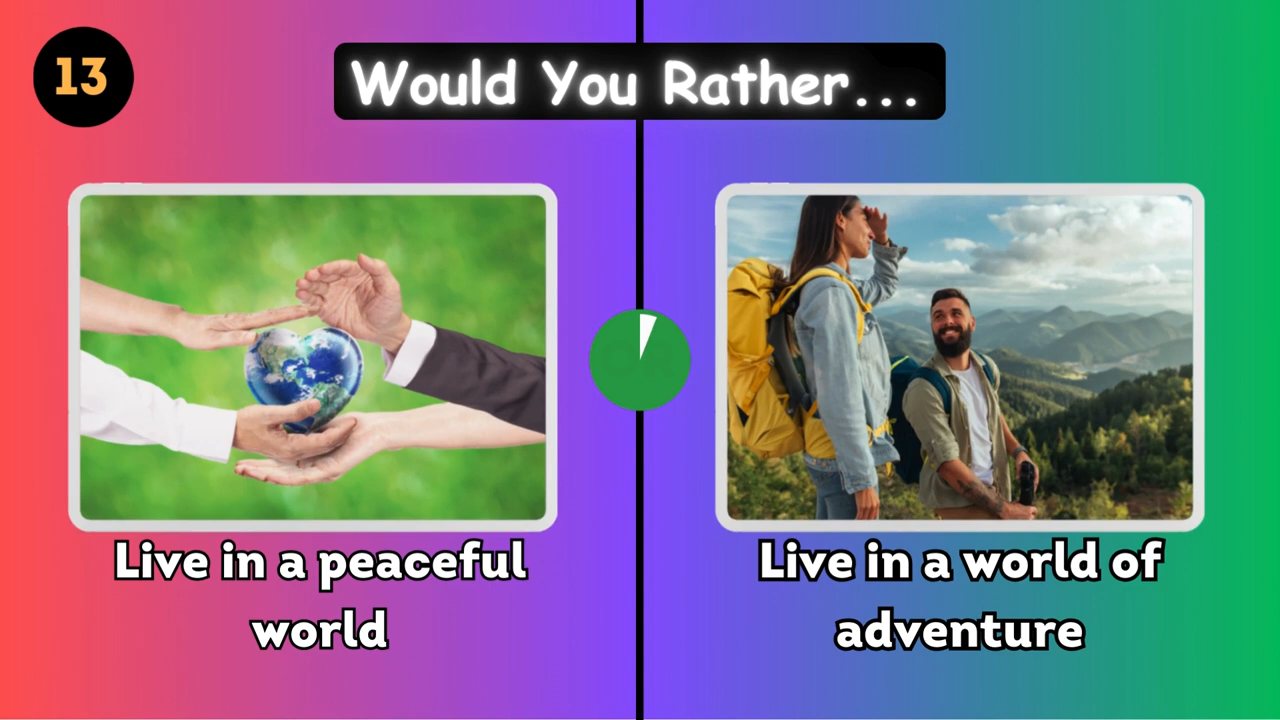 13
Would You Rather...
Live in a peaceful
world
Live in a world of
adventure